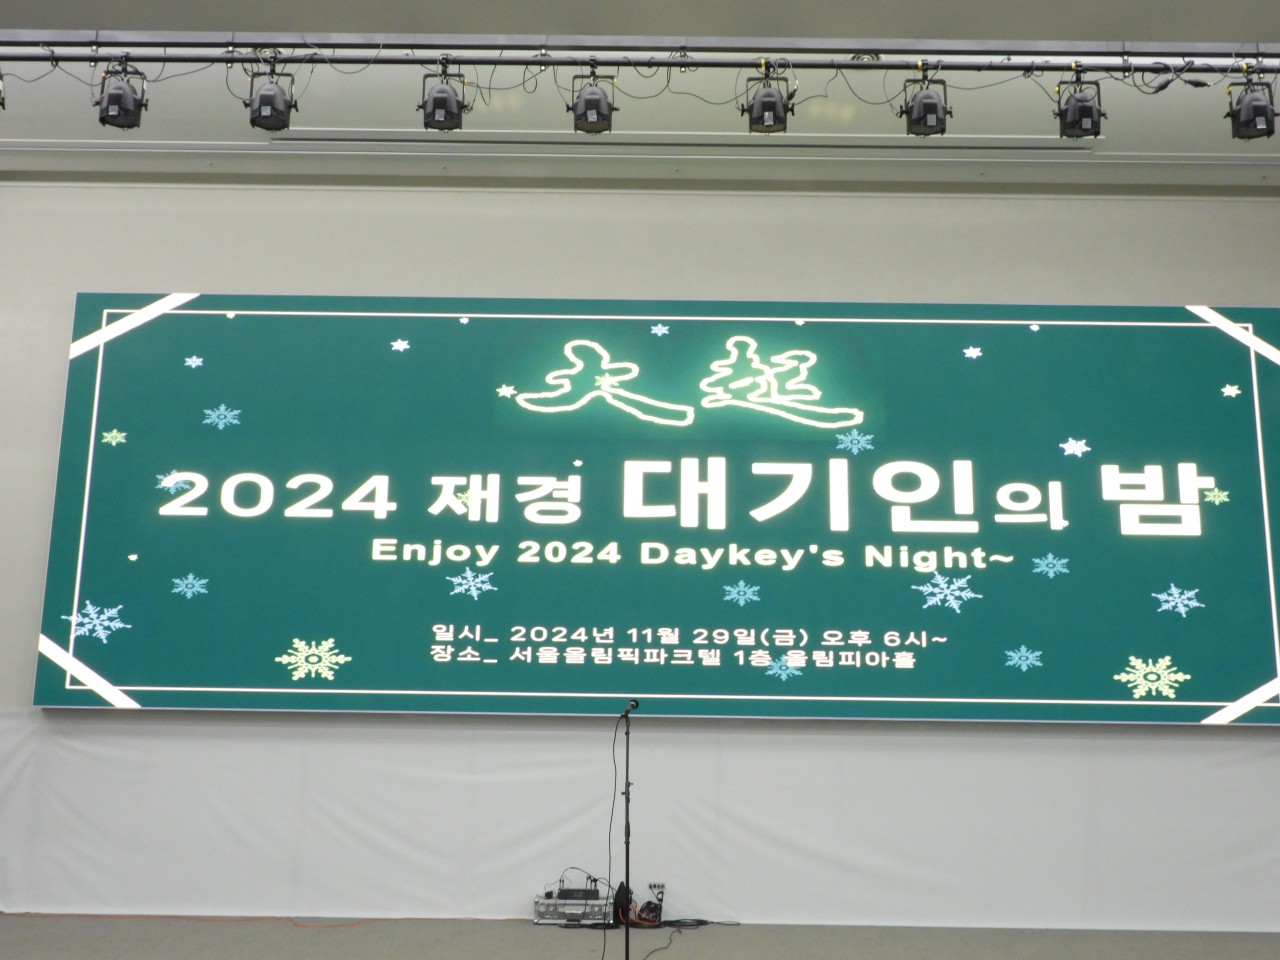 大起
2024 재경 대기인의 밤
Enjoy 2024 Daykey's Night~
일시_ 2024년 11월 29일(금) 오후 6시~
장소_ 서울올림픽파크텔 1층 올림피아홀